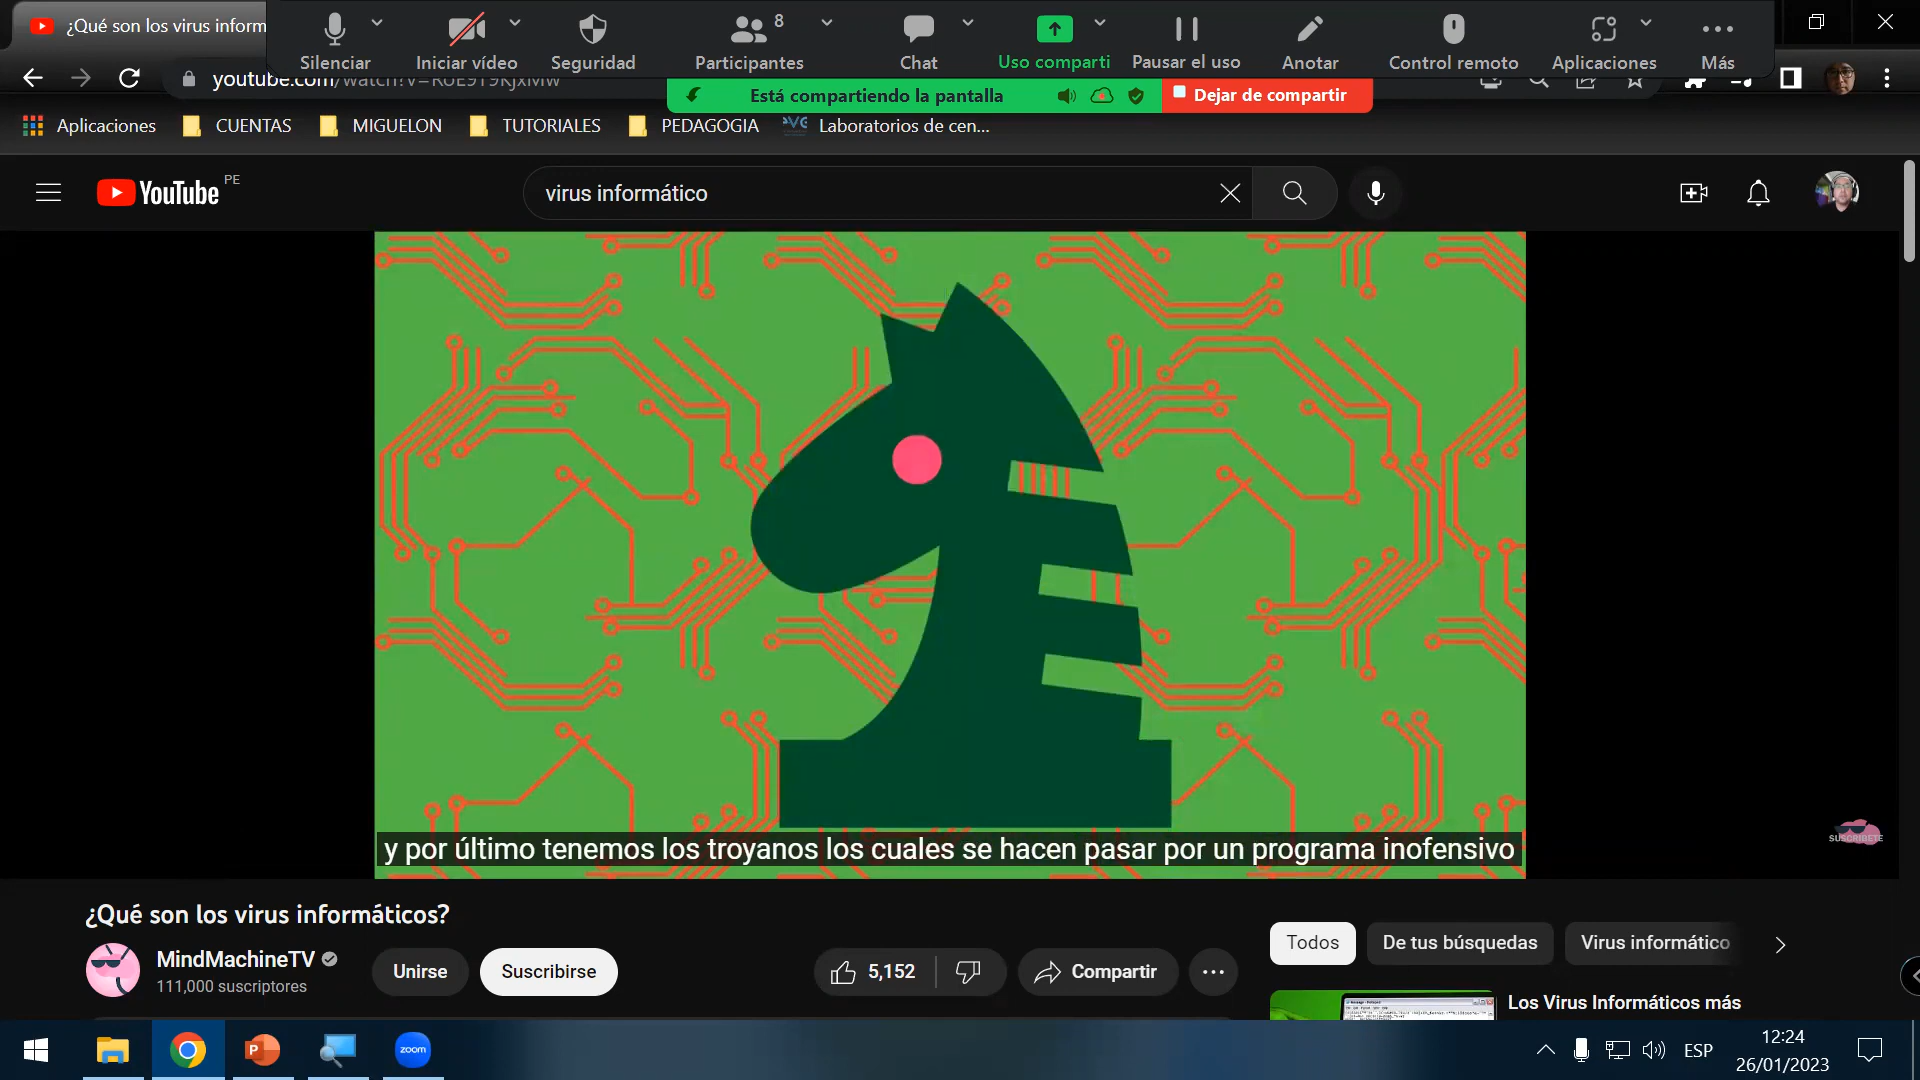 ¿Qué son los virus inform
Silenciar
Iniciar vídeo
Seguridad
8
Participantes
Chat
Uso comparti
Pausar el uso
Anotar
Control remoto
Aplicaciones
Más
youtube.com
Está compartiendo la pantalla
Dejar de compartir
Aplicaciones
CUENTAS
MIGUELON
TUTORIALES
PEDAGOGIA
Laboratorios de cen...
YouTube PE
virus informático
y por último tenemos los troyanos los cuales se hacen pasar por un programa inofensivo
SUSCRÍBETE
¿Qué son los virus informáticos?
MindMachineTV
111,000 suscriptores
Unirse
Suscribirse
5,152
Compartir
Todos
De tus búsquedas
Virus informático
Los Virus Informáticos más
zoom
ESP
12:24
26/01/2023